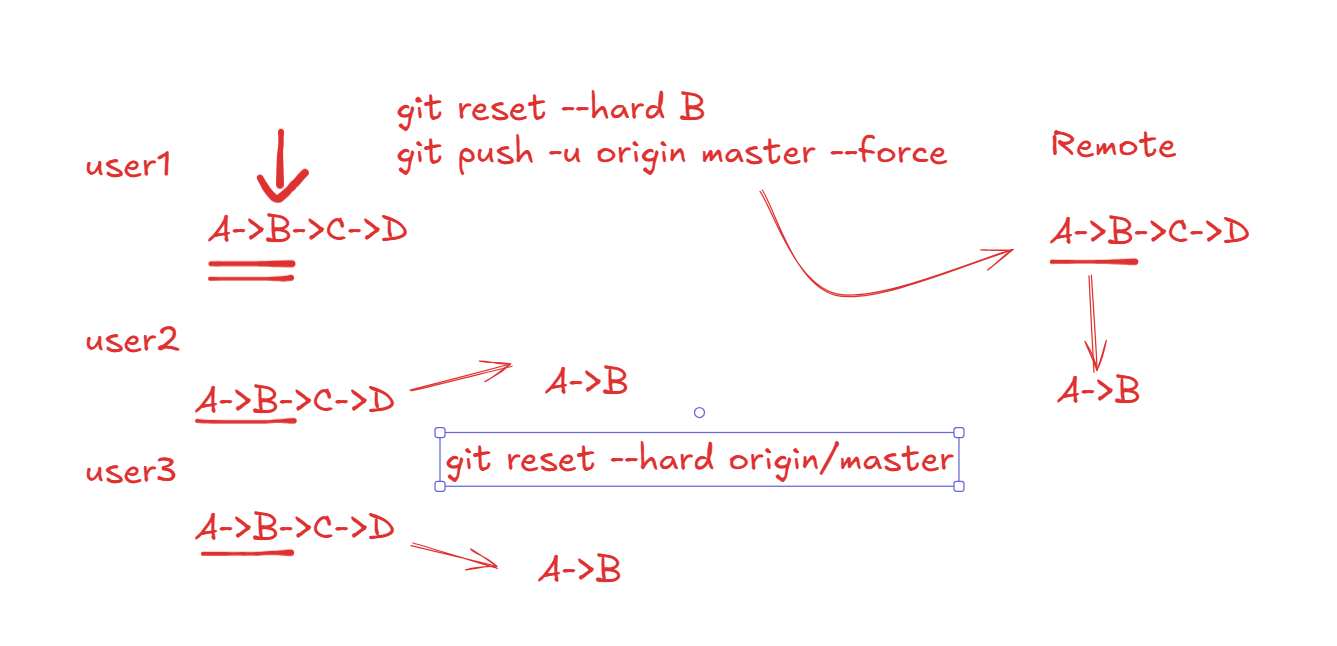 git reset --hard B
git push -u origin master --force
user1
Remote
A->B->C->D
A->B->C->D
user2
A->B->C->D
A->B
A->B
git reset --hard origin/master
user3
A->B->C->D
A->B